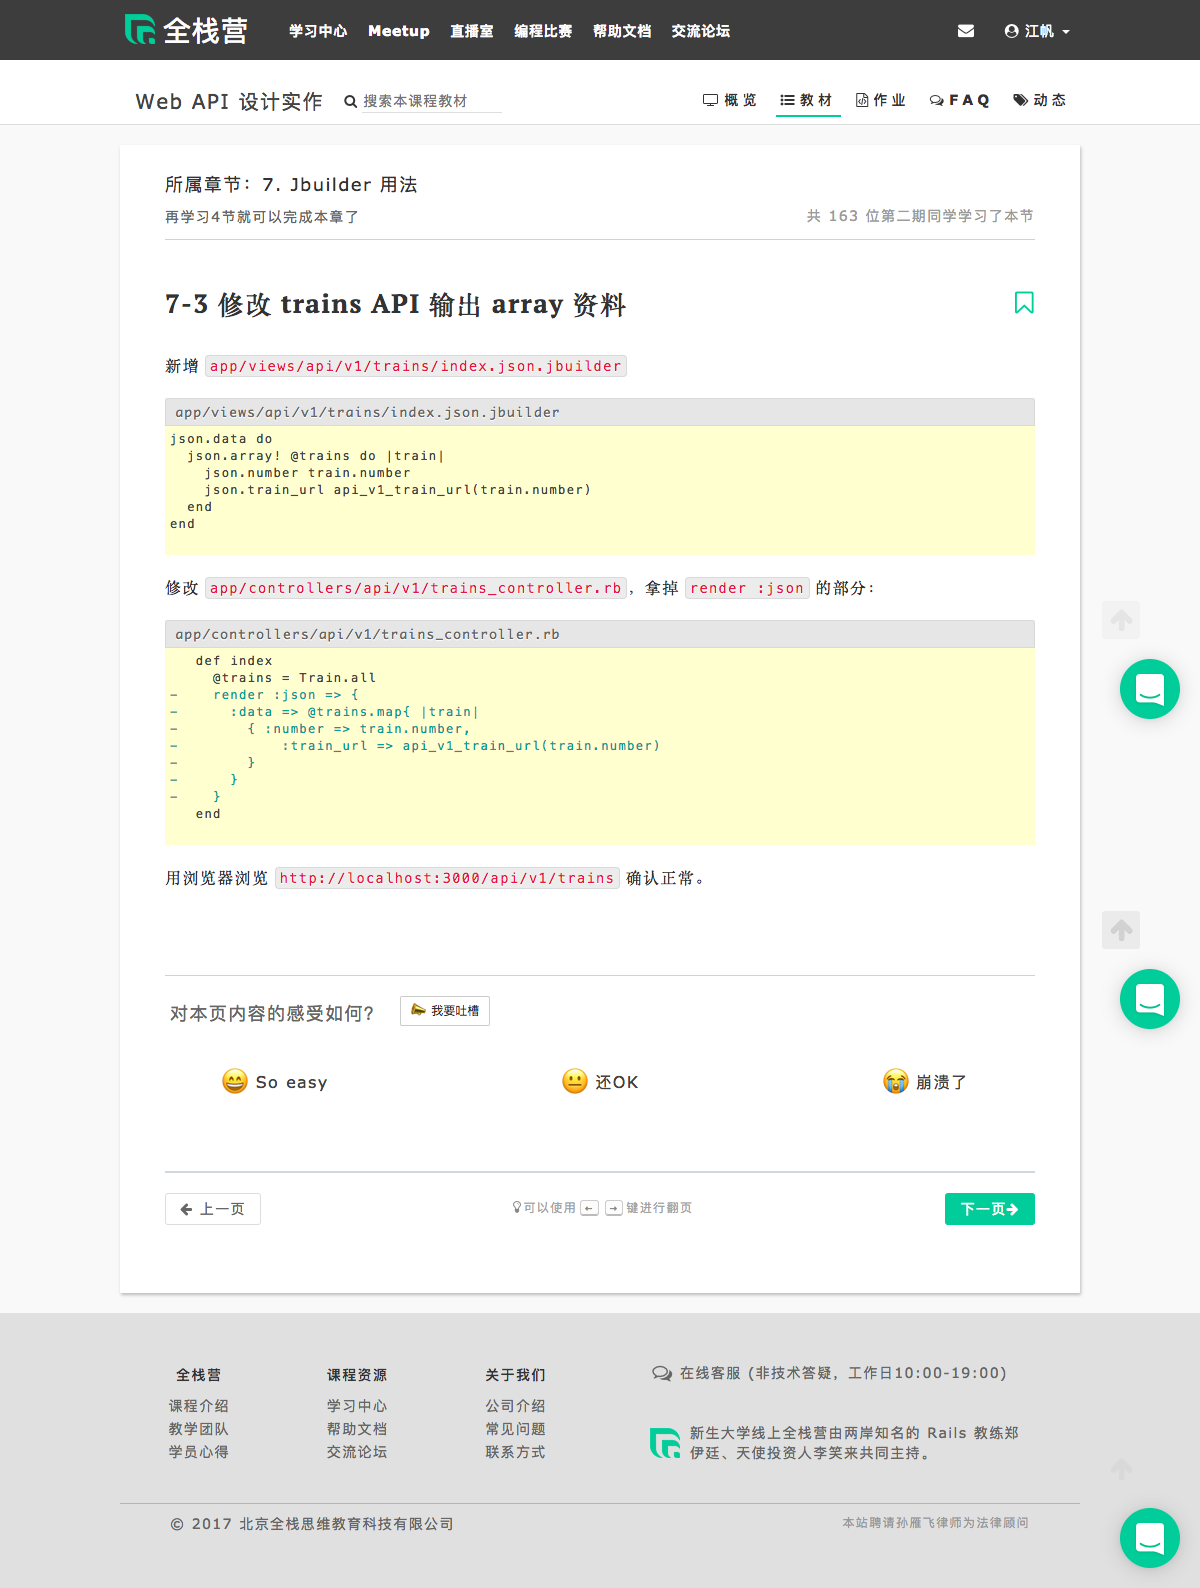 全栈营 学习中心 Meetup 直播室 编程比赛 帮助文档 交流论坛 江帆
Web API 设计实作 搜索本课程教材 概览 教材 作业 FAQ 动态
所属章节：7. Jbuilder 用法
再学习4节就可以完成本章了 共 163 位第二期同学学习了本节
7-3 修改 trains API 输出 array 资料
新增 app/views/api/v1/trains/index.json.jbuilder
app/views/api/v1/trains/index.json.jbuilder
json.data do
  json.array! @trains do |train|
    json.number train.number
    json.train_url api_v1_train_url(train.number)
  end
end
修改 app/controllers/api/v1/trains_controller.rb，拿掉 render :json 的部分：
app/controllers/api/v1/trains_controller.rb
   def index
     @trains = Train.all
-    render :json => {
-      :data => @trains.map{ |train|
-        { :number => train.number,
-            :train_url => api_v1_train_url(train.number)
-        }
-      }
-    }
   end
用浏览器浏览 http://localhost:3000/api/v1/trains 确认正常。
对本页内容的感受如何? 我要吐槽
So easy 还OK 崩溃了
上一页 可以使用 ← → 键进行翻页 下一页
全栈营 课程资源 关于我们 在线客服 (非技术答疑，工作日10:00-19:00)
课程介绍 学习中心 公司介绍
教学团队 帮助文档 常见问题 新生大学线上全栈营由两岸知名的 Rails 教练郑
学员心得 交流论坛 联系方式 伊廷、天使投资人李笑来共同主持。
© 2017 北京全栈思维教育科技有限公司 本站聘请孙雁飞律师为法律顾问